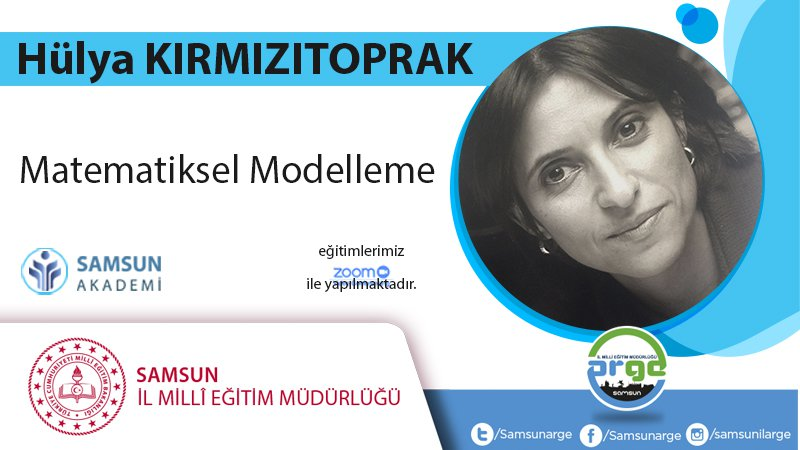 Hülya KIRMIZITOPRAK
Matematiksel Modelleme
SAMSUN
AKADEMİ
eğitimlerimiz
zoom
ile yapılmaktadır.
TÜRKİYE CUMHURİYETİ MİLLÎ EĞİTİM BAKANLIĞI
SAMSUN
İL MİLLÎ EĞİTİM MÜDÜRLÜĞÜ
İL MİLLİ EĞİTİM MÜDÜRLÜĞÜ
arge
samsun
/Samsunarge
/Samsunarge
/samsunilarge